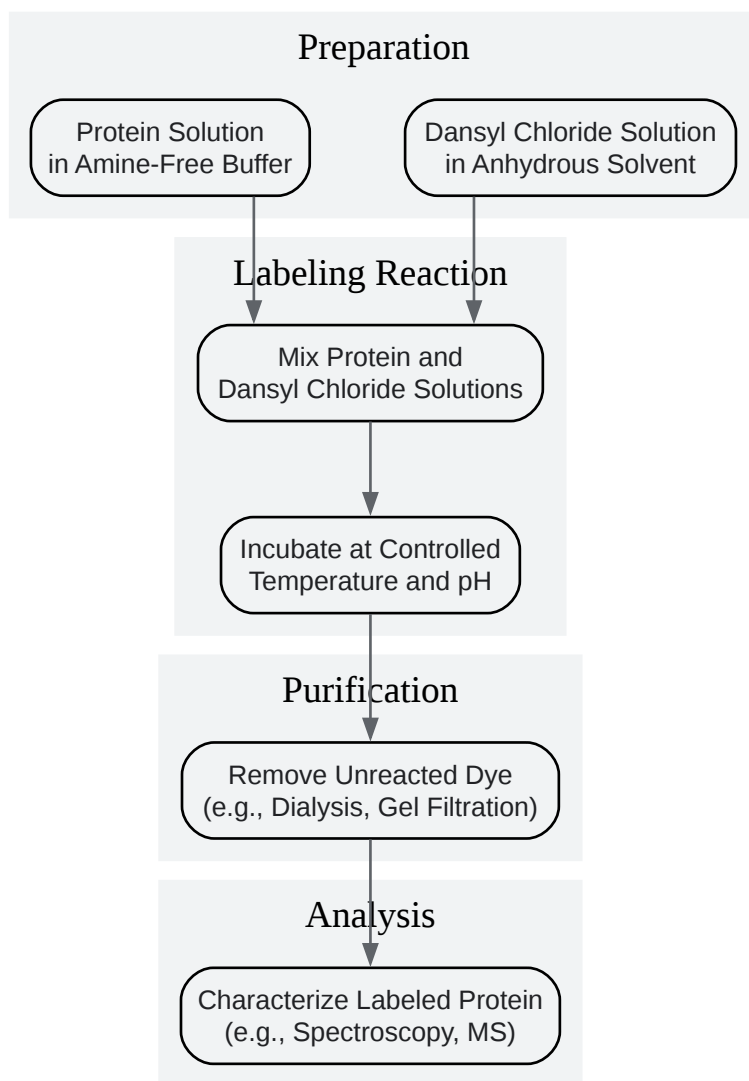 Preparation
Protein Solution
in Amine-Free Buffer
Dansyl Chloride Solution
in Anhydrous Solvent
Labeling Reaction
Mix Protein and
Dansyl Chloride Solutions
Incubate at Controlled
Temperature and pH
Purification
Remove Unreacted Dye
(e.g., Dialysis, Gel Filtration)
Analysis
Characterize Labeled Protein
(e.g., Spectroscopy, MS)